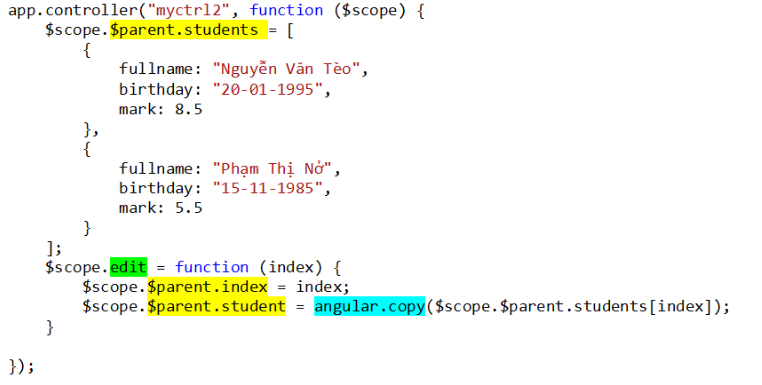 app.controller("myctrl2", function ($scope) {
    $scope.$parent.students = [
        {
            fullname: "Nguyễn Văn Tèo",
            birthday: "20-01-1995",
            mark: 8.5
        },
        {
            fullname: "Phạm Thị Nở",
            birthday: "15-11-1985",
            mark: 5.5
        }
    ];
    $scope.edit = function (index) {
        $scope.$parent.index = index;
        $scope.$parent.student = angular.copy($scope.$parent.students[index]);
    }
});